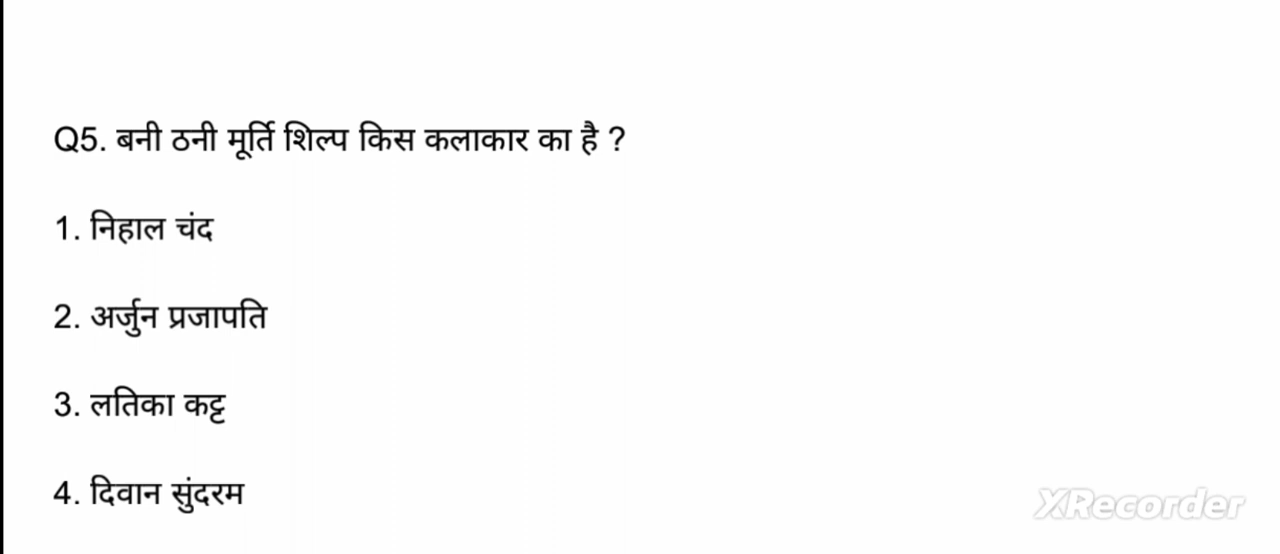 Q5. बनी ठनी मूर्ति शिल्प किस कलाकार का है ?
1. निहाल चंद
2. अर्जुन प्रजापति
3. लतिका कट्ट
4. दिवान सुंदरम
XRecorder